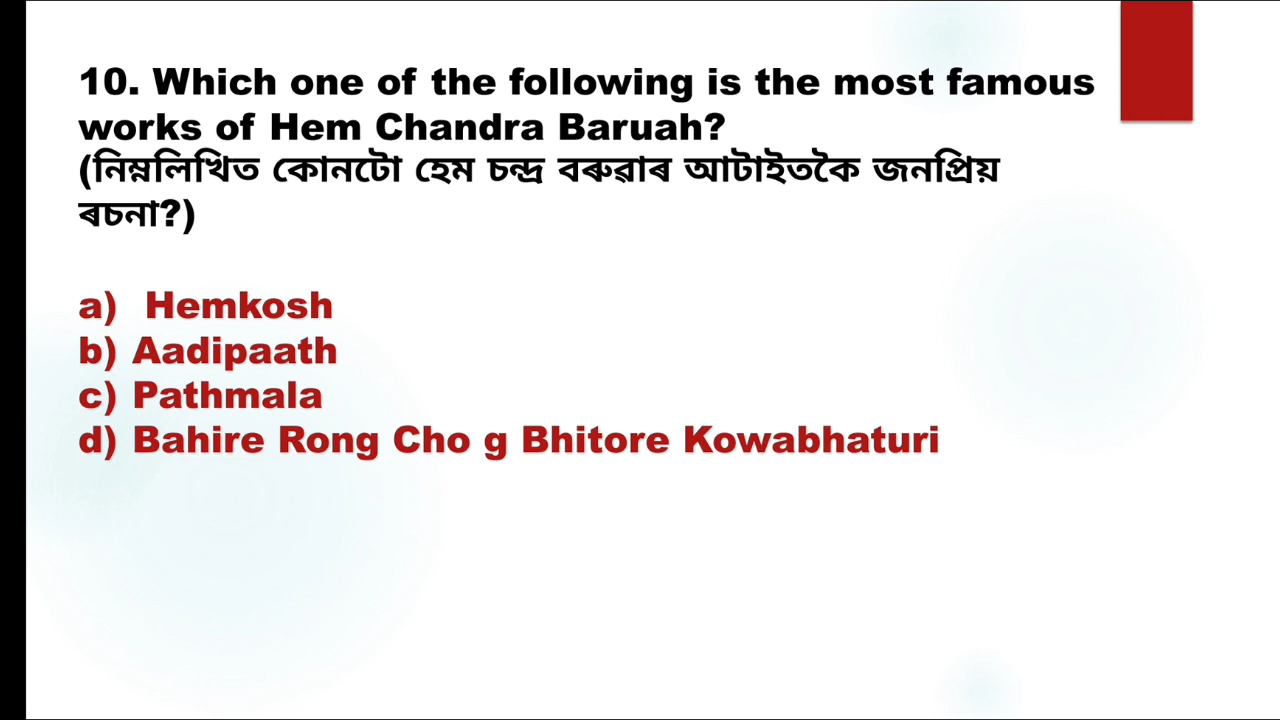 10. Which one of the following is the most famous
works of Hem Chandra Baruah?
(নিম্নলিখিত কোনটো হেম চন্দ্ৰ বৰুৱাৰ আটাইতকৈ জনপ্ৰিয়
ৰচনা?)
a) Hemkosh
b) Aadipaath
c) Pathmala
d) Bahire Rong Cho g Bhitore Kowabhaturi